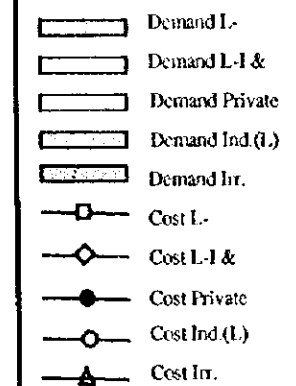 Demand L-
Demand L-I &
Demand Private
Demand Ind.(L)
Demand Irr.
Cost L-
Cost L-I &
Cost Private
Cost Ind.(L)
Cost Irr.